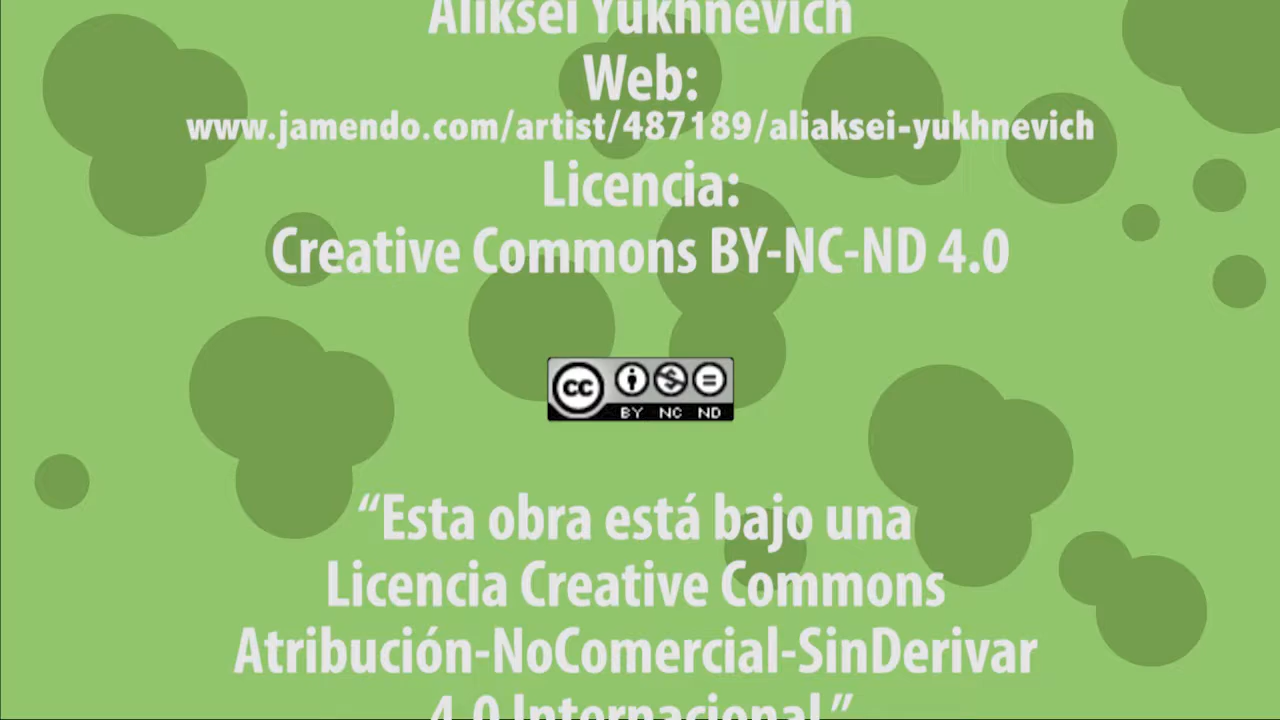 Aliksei Yukhnevich
Web:
www.jamendo.com/artist/487189/aliaksei-yukhnevich
Licencia:
Creative Commons BY-NC-ND 4.0
cc BY NC ND
“Esta obra está bajo una
Licencia Creative Commons
Atribución-NoComercial-SinDerivar
4.0 Internacional.”